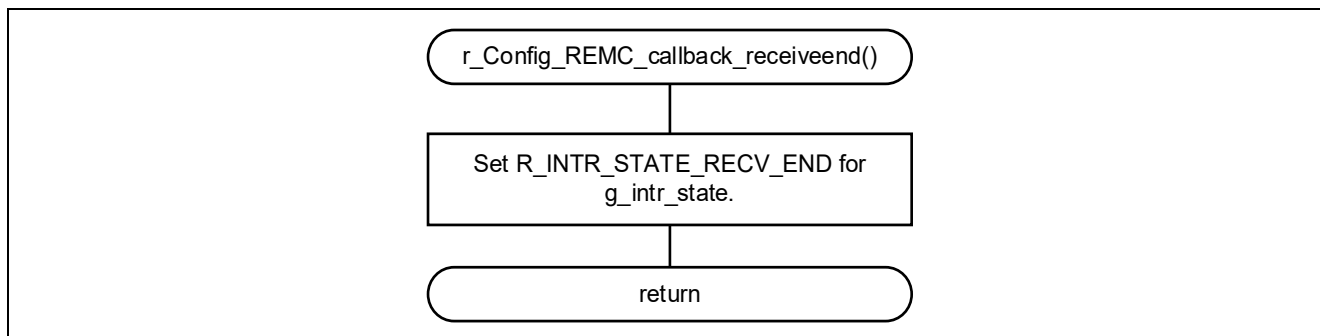 r_Config_REMC_callback_receiveend()
Set R_INTR_STATE_RECV_END for
g_intr_state.
return